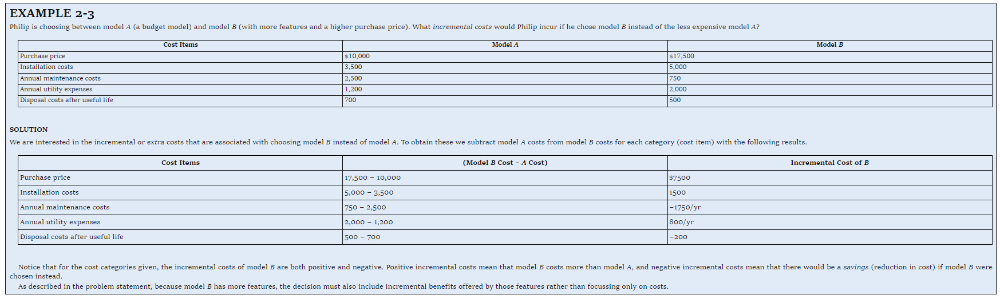 EXAMPLE 2-3
Philip is choosing between model A (a budget model) and model B (with more features and a higher purchase price). What incremental costs would Philip incur if he chose model B instead of the less expensive model A?
Cost Items Model A Model B
Purchase price $10,000 $17,500
Installation costs 3,500 5,000
Annual maintenance costs 2,500 750
Annual utility expenses 1,200 2,000
Disposal costs after useful life 700 500
SOLUTION
We are interested in the incremental or extra costs that are associated with choosing model B instead of model A. To obtain these we subtract model A costs from model B costs for each category (cost item) with the following results.
Cost Items (Model B Cost – A Cost) Incremental Cost of B
Purchase price 17,500 – 10,000 $7500
Installation costs 5,000 – 3,500 1500
Annual maintenance costs 750 – 2,500 –1750/yr
Annual utility expenses 2,000 – 1,200 800/yr
Disposal costs after useful life 500 – 700 –200
Notice that for the cost categories given, the incremental costs of model B are both positive and negative. Positive incremental costs mean that model B costs more than model A, and negative incremental costs mean that there would be a savings (reduction in cost) if model B were
chosen instead.
As described in the problem statement, because model B has more features, the decision must also include incremental benefits offered by those features rather than focussing only on costs.